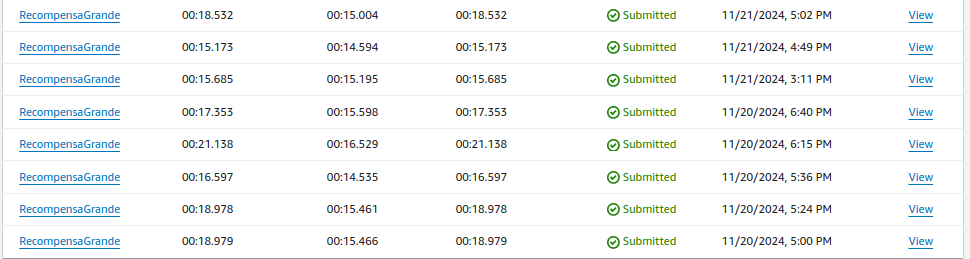 RecompensaGrande 00:18.532 00:15.004 00:18.532 Submitted 11/21/2024, 5:02 PM View
RecompensaGrande 00:15.173 00:14.594 00:15.173 Submitted 11/21/2024, 4:49 PM View
RecompensaGrande 00:15.685 00:15.195 00:15.685 Submitted 11/21/2024, 3:11 PM View
RecompensaGrande 00:17.353 00:15.598 00:17.353 Submitted 11/20/2024, 6:40 PM View
RecompensaGrande 00:21.138 00:16.529 00:21.138 Submitted 11/20/2024, 6:15 PM View
RecompensaGrande 00:16.597 00:14.535 00:16.597 Submitted 11/20/2024, 5:36 PM View
RecompensaGrande 00:18.978 00:15.461 00:18.978 Submitted 11/20/2024, 5:24 PM View
RecompensaGrande 00:18.979 00:15.466 00:18.979 Submitted 11/20/2024, 5:00 PM View